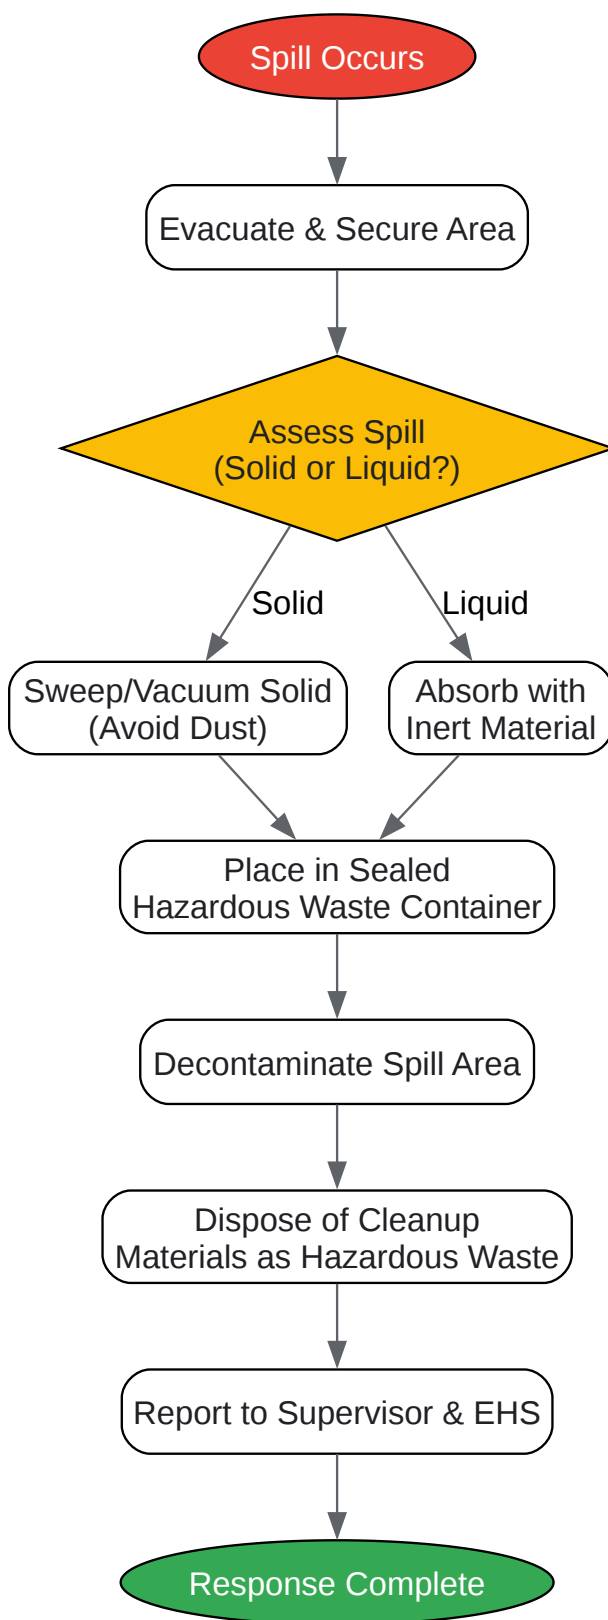 Spill Occurs
Evacuate & Secure Area
Assess Spill
(Solid or Liquid?)
Solid
Liquid
Sweep/Vacuum Solid
(Avoid Dust)
Absorb with
Inert Material
Place in Sealed
Hazardous Waste Container
Decontaminate Spill Area
Dispose of Cleanup
Materials as Hazardous Waste
Report to Supervisor & EHS
Response Complete